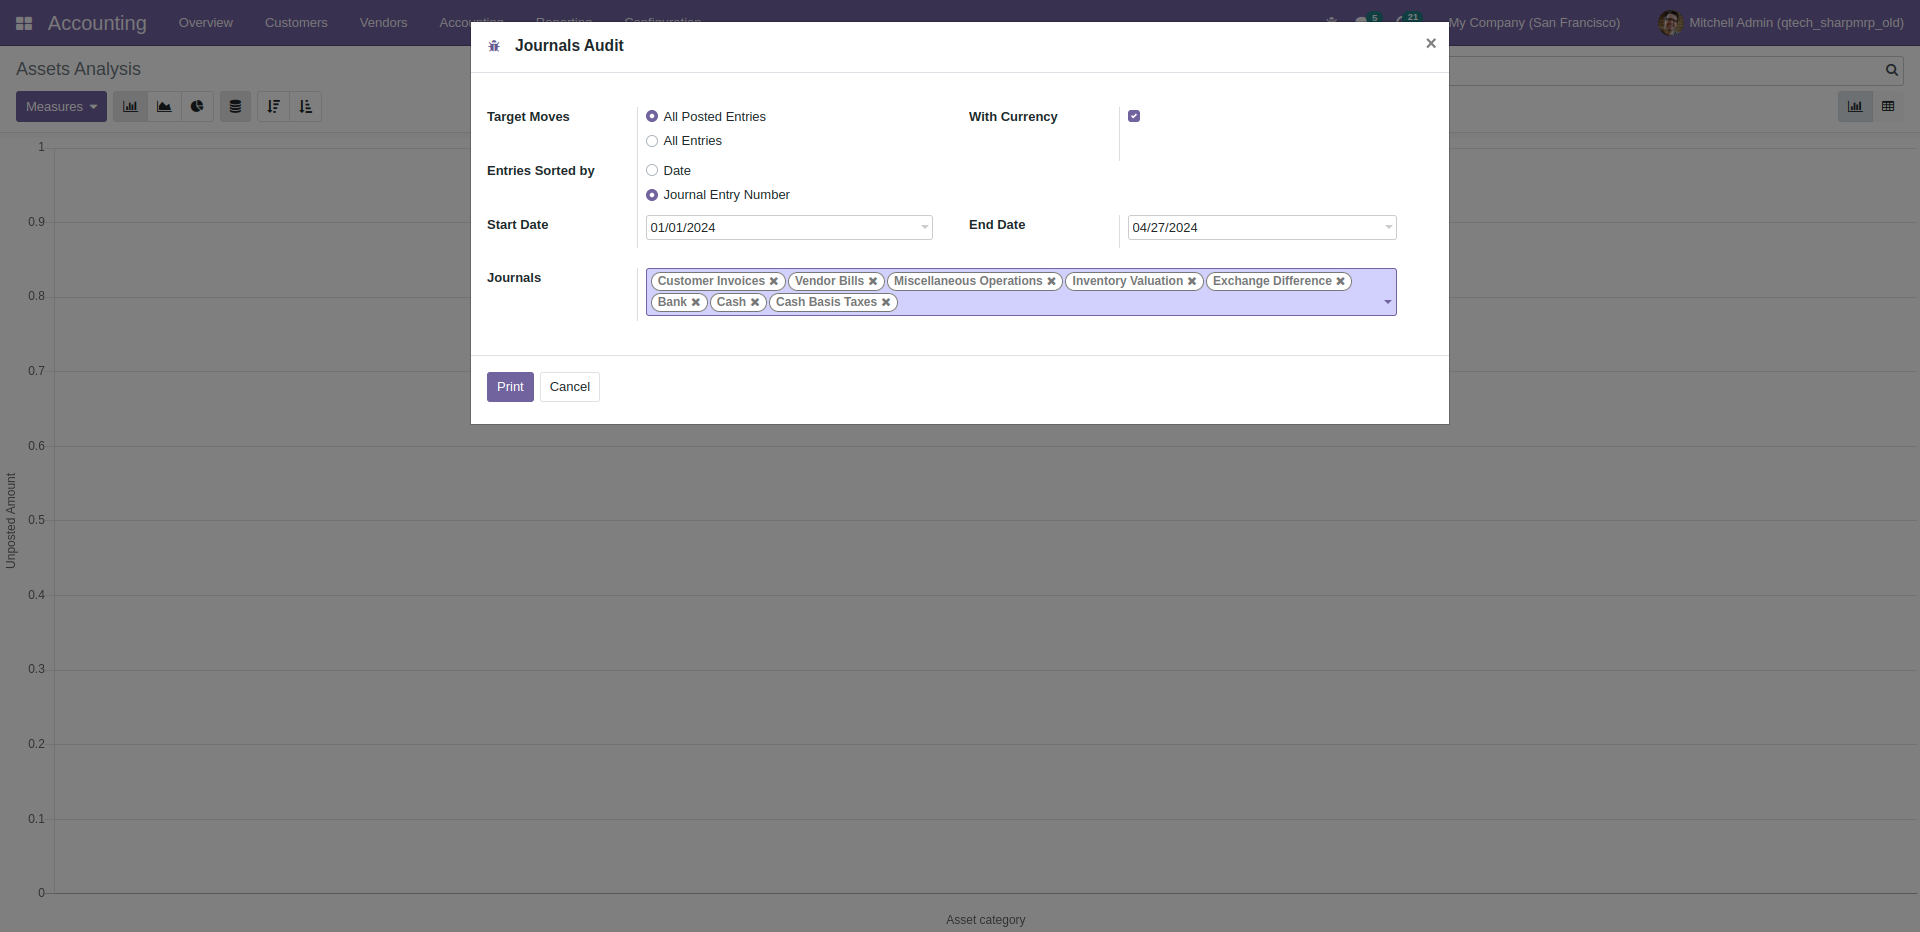 Accounting Overview Customers Vendors Accounting Reporting Configuration 5 21 My Company (San Francisco) Mitchell Admin (qtech_sharpmrp_old)
Journals Audit ×
Assets Analysis
Measures
Target Moves All Posted Entries With Currency
All Entries
Entries Sorted by Date
Journal Entry Number
Start Date 01/01/2024 End Date 04/27/2024
Journals Customer Invoices Vendor Bills Miscellaneous Operations Inventory Valuation Exchange Difference
Bank Cash Cash Basis Taxes
Print Cancel
1
0.9
0.8
0.7
0.6
0.5
0.4
0.3
0.2
0.1
0
Unposted Amount
Asset category